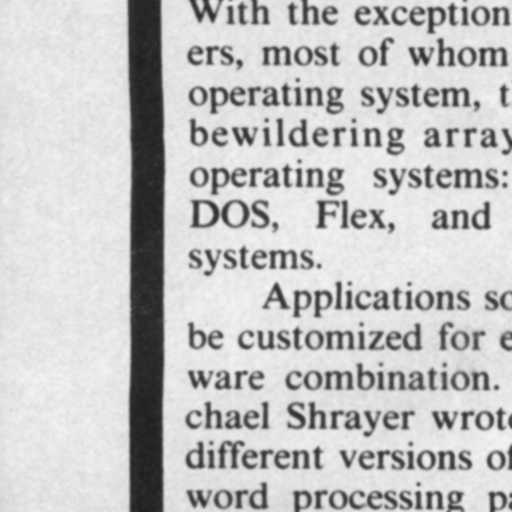 With the exception
ers, most of whom
operating system,
bewildering array
operating systems:
DOS, Flex, and
systems.
Applications
be customized for
ware combination.
chael Shrayer wrote
different versions of
word processing